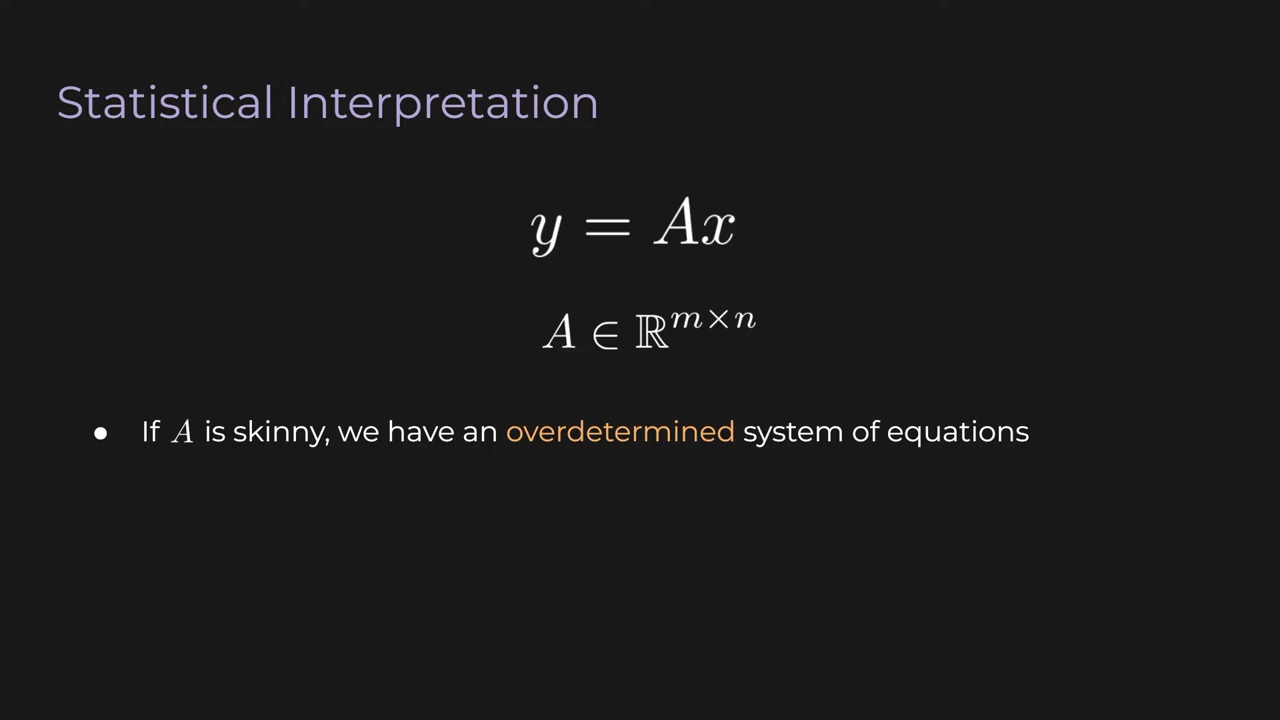 Statistical Interpretation
y = Ax
A ∈ ℝ^{m×n}
● If A is skinny, we have an overdetermined system of equations